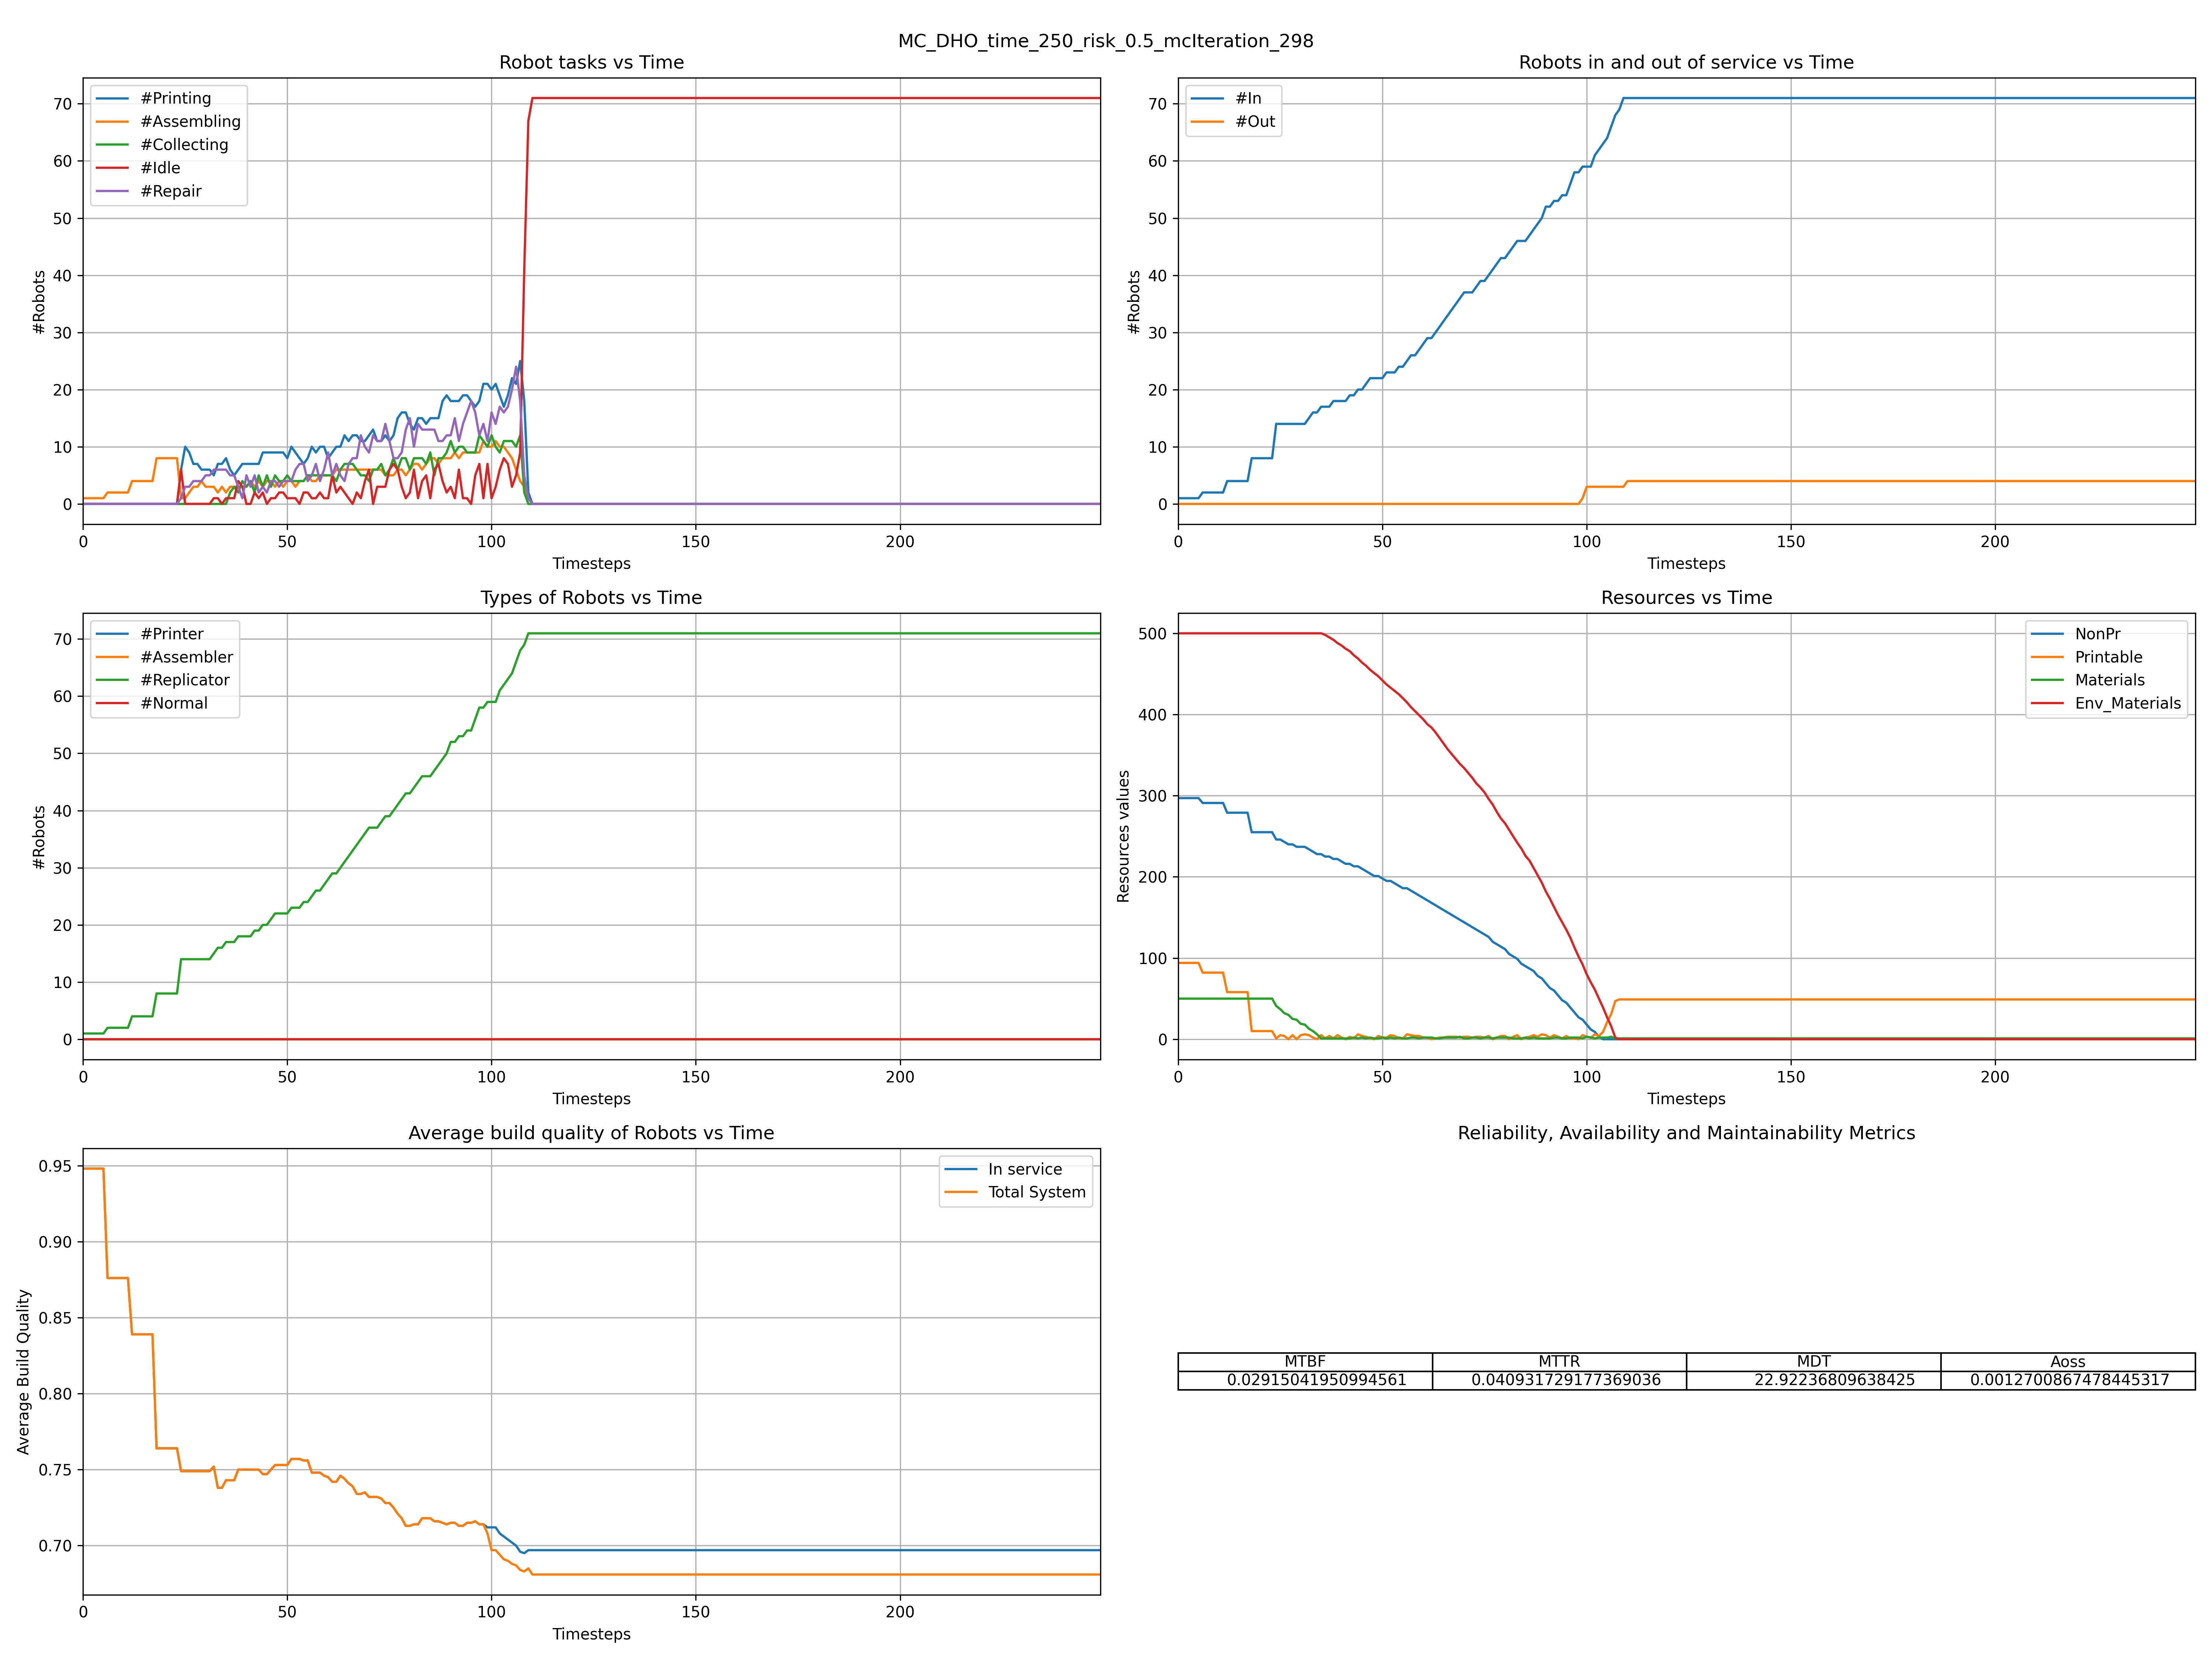 MC_DHO_time_250_risk_0.5_mcIteration_298
Robot tasks vs Time
#Printing
#Assembling
#Collecting
#Idle
#Repair
70
60
50
40
30
20
10
0
#Robots
0 50 100 150 200
Timesteps
Robots in and out of service vs Time
#In
#Out
70
60
50
40
30
20
10
0
#Robots
0 50 100 150 200
Timesteps
Types of Robots vs Time
#Printer
#Assembler
#Replicator
#Normal
70
60
50
40
30
20
10
0
#Robots
0 50 100 150 200
Timesteps
Resources vs Time
NonPr
Printable
Materials
Env_Materials
500
400
300
200
100
0
Resources values
0 50 100 150 200
Timesteps
Average build quality of Robots vs Time
In service
Total System
0.95
0.90
0.85
0.80
0.75
0.70
Average Build Quality
0 50 100 150 200
Timesteps
Reliability, Availability and Maintainability Metrics
MTBF MTTR MDT Aoss
0.02915041950994561 0.040931729177369036 22.92236809638425 0.0012700867478445317